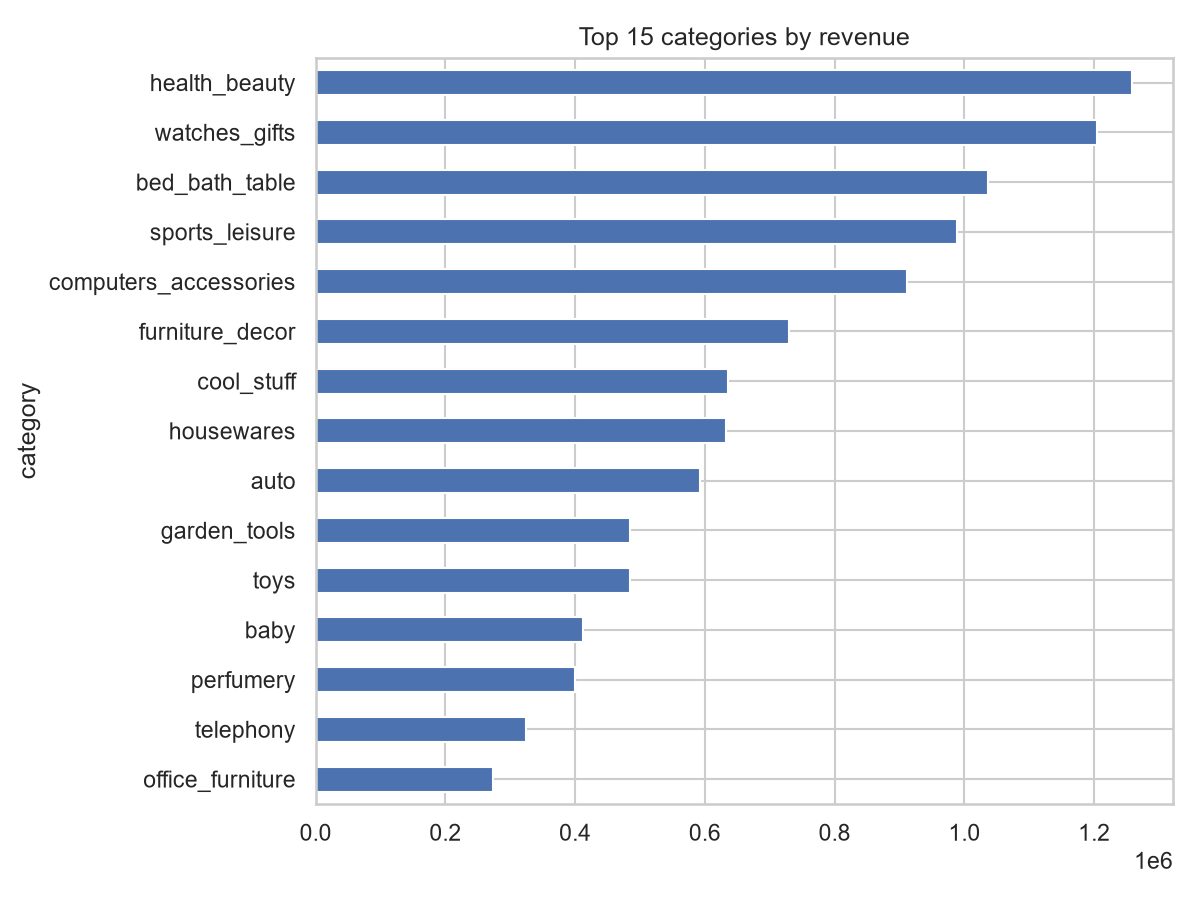 Top 15 categories by revenue
category
health_beauty
watches_gifts
bed_bath_table
sports_leisure
computers_accessories
furniture_decor
cool_stuff
housewares
auto
garden_tools
toys
baby
perfumery
telephony
office_furniture
0.0 0.2 0.4 0.6 0.8 1.0 1.2
1e6